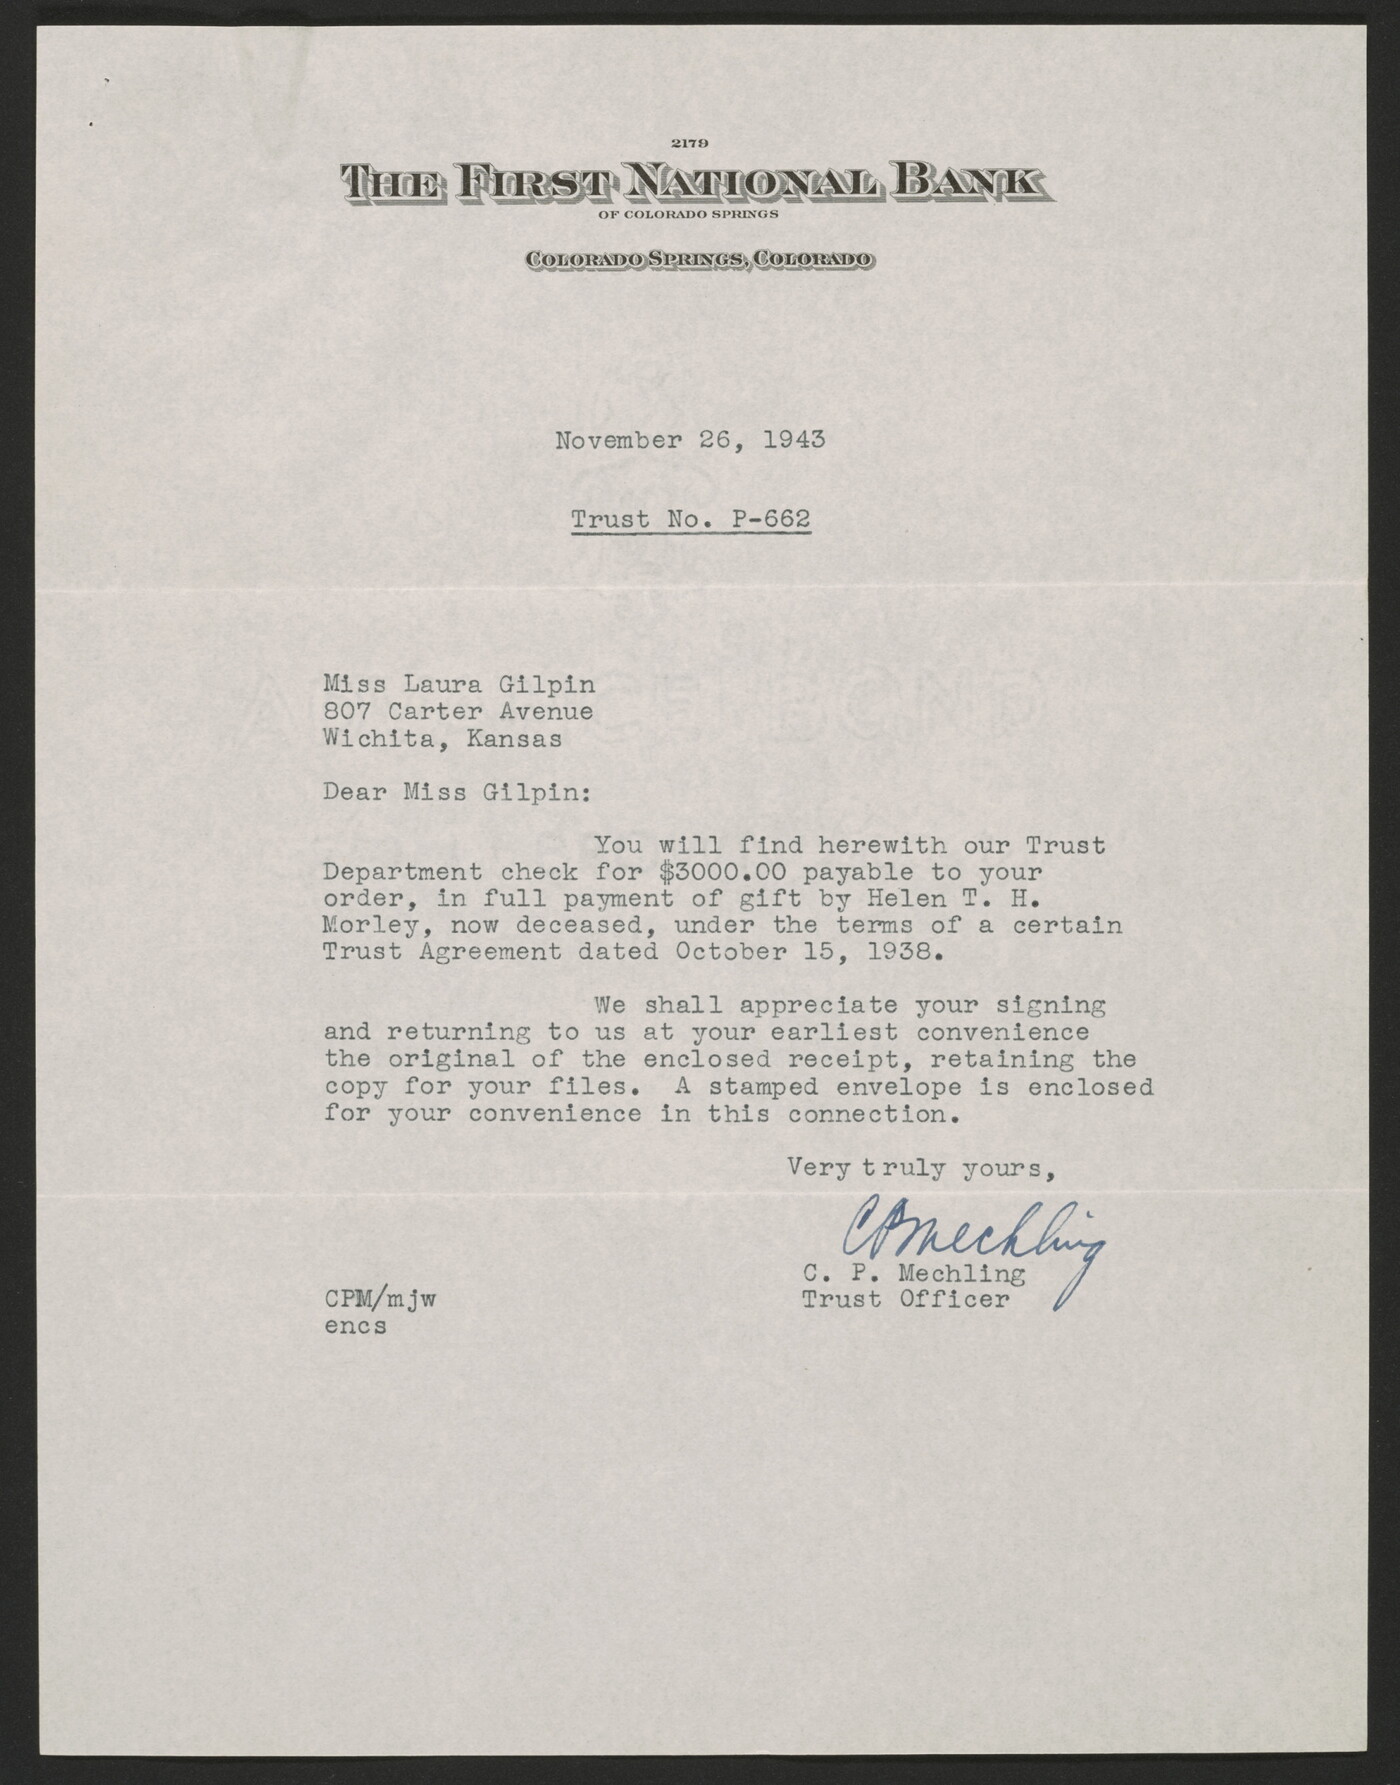 2179
THE FIRST NATIONAL BANK
OF COLORADO SPRINGS
COLORADO SPRINGS, COLORADO
November 26, 1943
Trust No. P-662
Miss Laura Gilpin
807 Carter Avenue
Wichita, Kansas
Dear Miss Gilpin:
You will find herewith our Trust
Department check for $3000.00 payable to your
order, in full payment of gift by Helen T. H.
Morley, now deceased, under the terms of a certain
Trust Agreement dated October 15, 1938.
We shall appreciate your signing
and returning to us at your earliest convenience
the original of the enclosed receipt, retaining the
copy for your files. A stamped envelope is enclosed
for your convenience in this connection.
Very truly yours,
CPMechling
C. P. Mechling
Trust Officer
CPM/mjw
encs